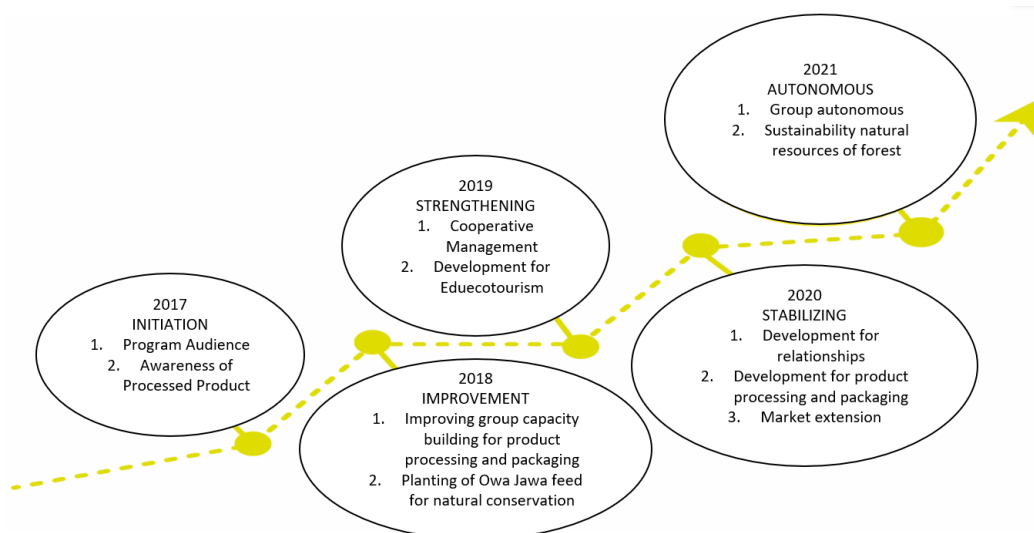 2017
INITIATION
1. Program Audience
2. Awareness of
Processed Product
2018
IMPROVEMENT
1. Improving group capacity
building for product
processing and packaging
2. Planting of Owa Jawa feed
for natural conservation
2019
STRENGTHENING
1. Cooperative
Management
2. Development for
Eduecotourism
2020
STABILIZING
1. Development for
relationships
2. Development for product
processing and packaging
3. Market extension
2021
AUTONOMOUS
1. Group autonomous
2. Sustainability natural
resources of forest